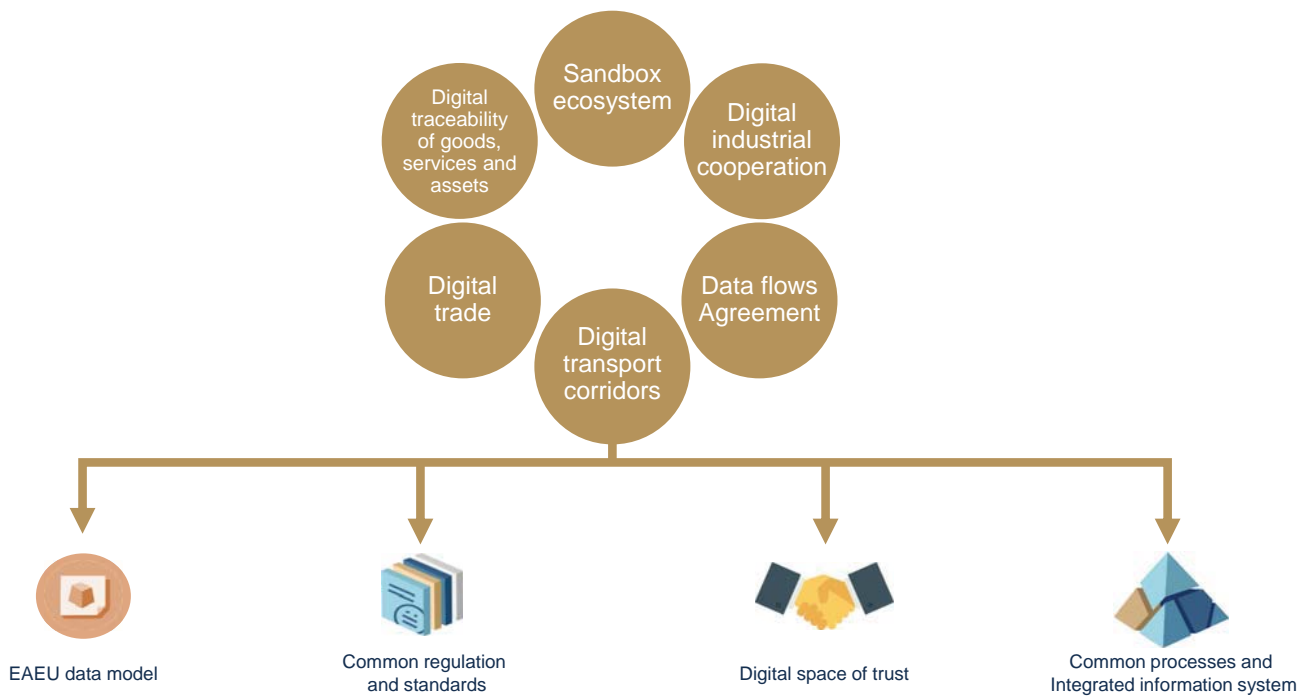 Sandbox
ecosystem
Digital
traceability
of goods,
services and
assets
Digital
industrial
cooperation
Digital
trade
Data flows
Agreement
Digital
transport
corridors
EAEU data model
Common regulation
and standards
Digital space of trust
Common processes and
Integrated information system